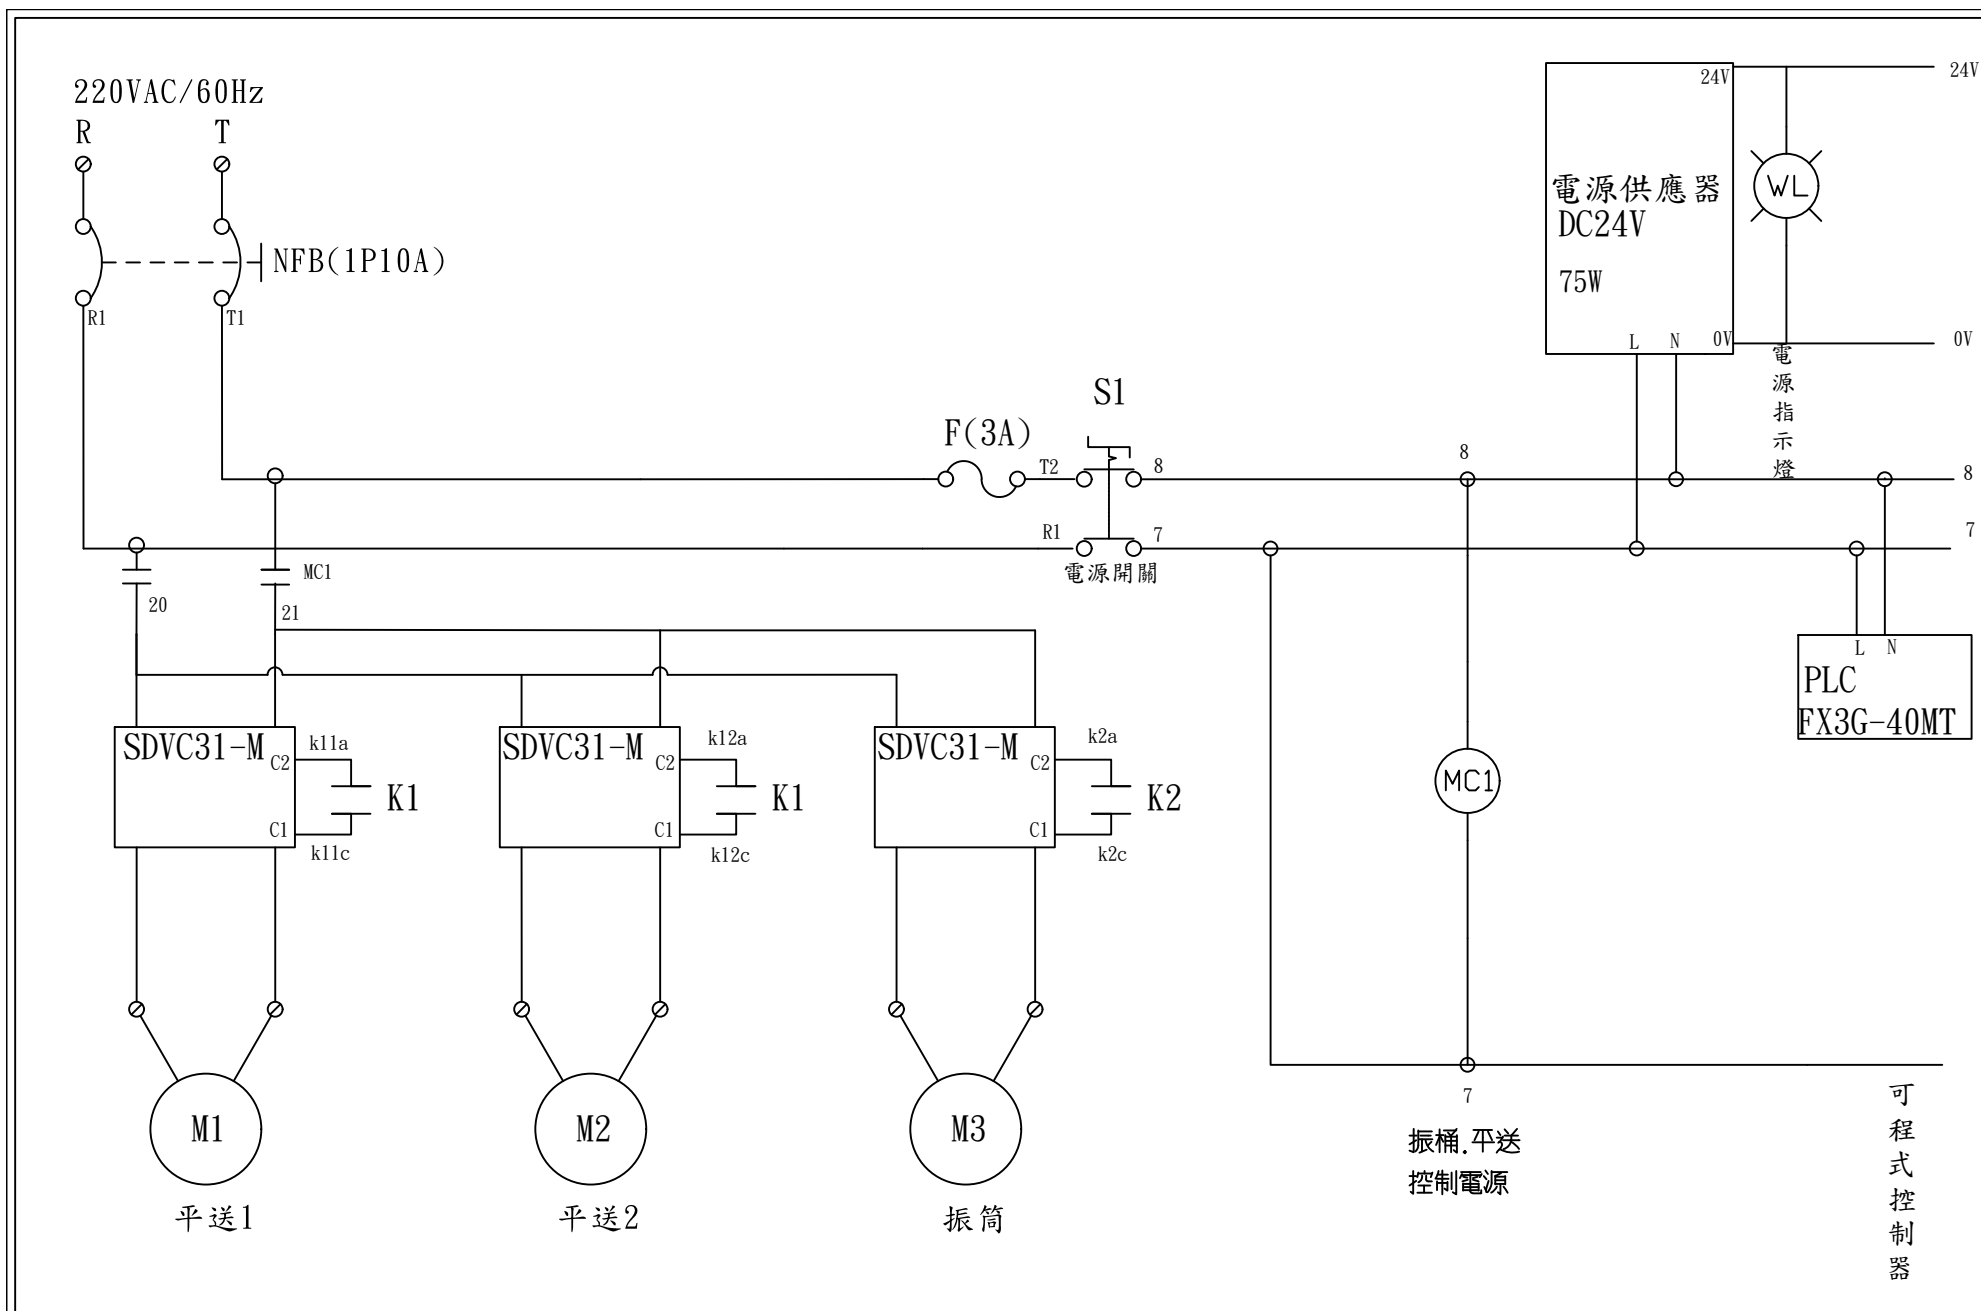 220VAC/60Hz
R
T
NFB(1P10A)
R1
T1
24V
24V
電源供應器
DC24V
75W
WL
L
N
0V
0V
電源指示燈
S1
F(3A)
T2
8
8
8
R1
7
7
電源開關
MC1
20
21
L
N
PLC
FX3G-40MT
SDVC31-M
C2
C1
k11a
K1
k11c
SDVC31-M
C2
C1
k12a
K1
k12c
SDVC31-M
C2
C1
k2a
K2
k2c
MC1
M1
M2
M3
平送1
平送2
振筒
7
振桶.平送
控制電源
可程式控制器